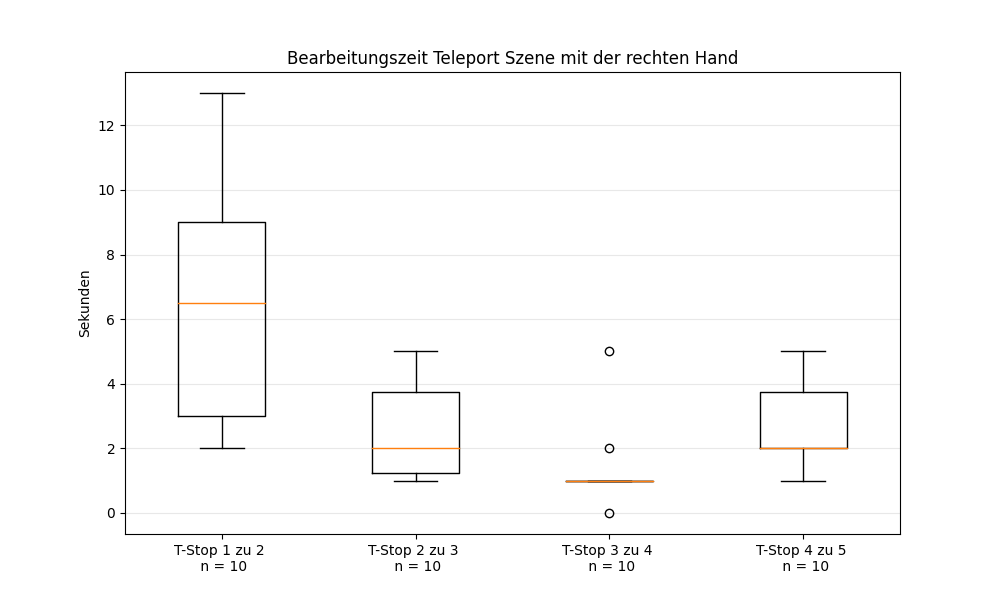 Bearbeitungszeit Teleport Szene mit der rechten Hand
Sekunden
12
10
8
6
4
2
0
T-Stop 1 zu 2
n = 10
T-Stop 2 zu 3
n = 10
T-Stop 3 zu 4
n = 10
T-Stop 4 zu 5
n = 10